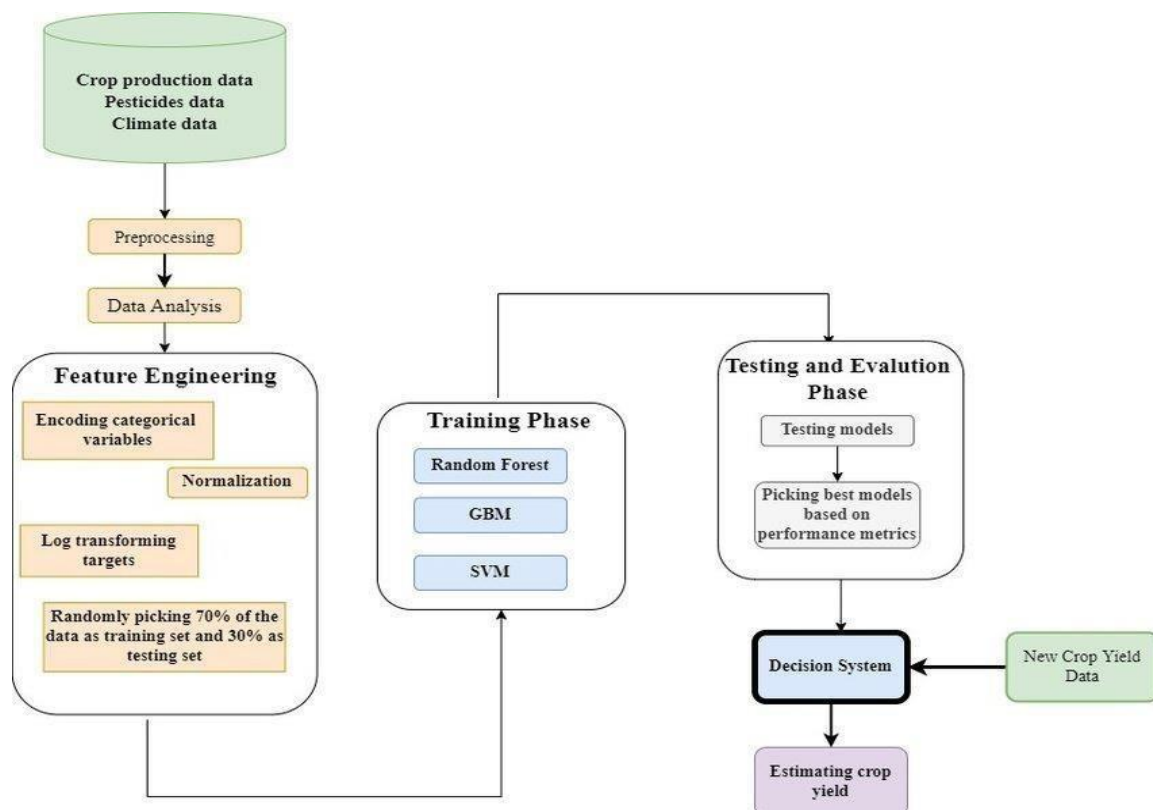 Crop production data
Pesticides data
Climate data
Preprocessing
Data Analysis
Feature Engineering
Encoding categorical
variables
Normalization
Log transforming
targets
Randomly picking 70% of the
data as training set and 30% as
testing set
Training Phase
Random Forest
GBM
SVM
Testing and Evalution
Phase
Testing models
Picking best models
based on
performance metrics
Decision System
New Crop Yield
Data
Estimating crop
yield